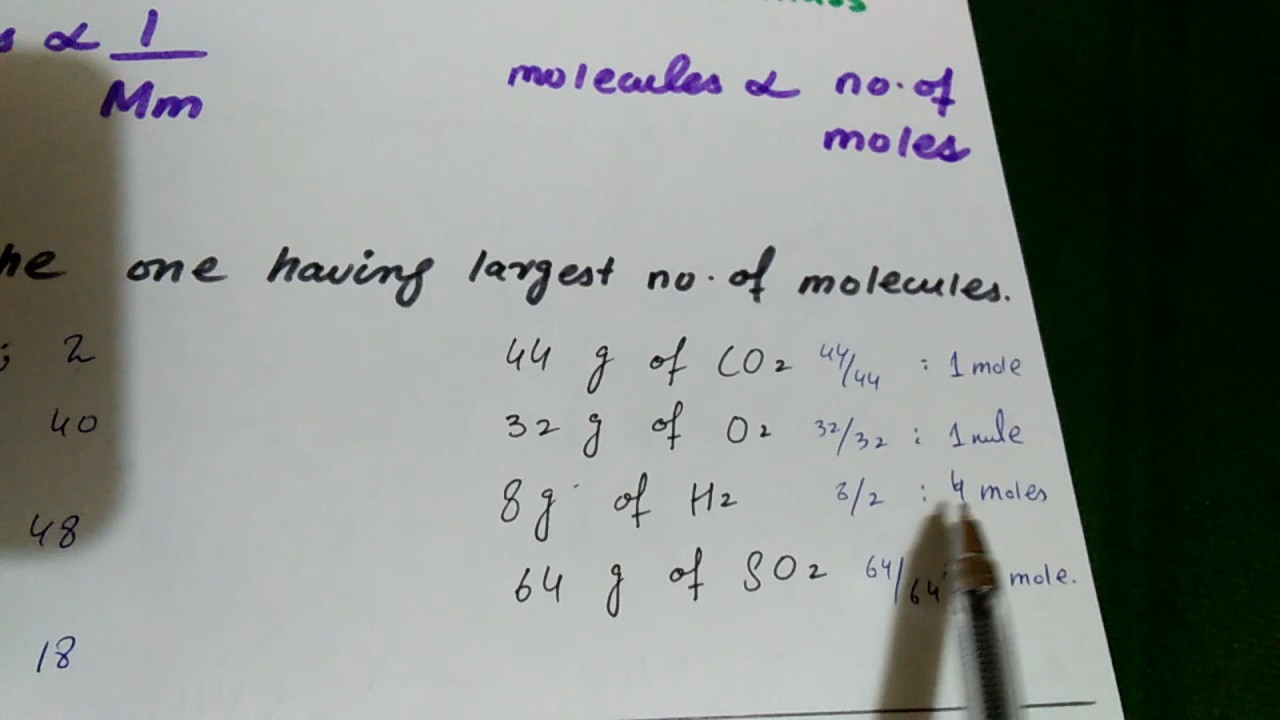 s ∝ 1/Mm
molecules ∝ no. of
moles
he one having largest no. of molecules.
; 2 44 g of CO2 44/44 : 1 mole
40 32 g of O2 32/32 : 1 mole
8g of H2 8/2 : 4 moles
48
64 g of SO2 64/64 : mole.
18